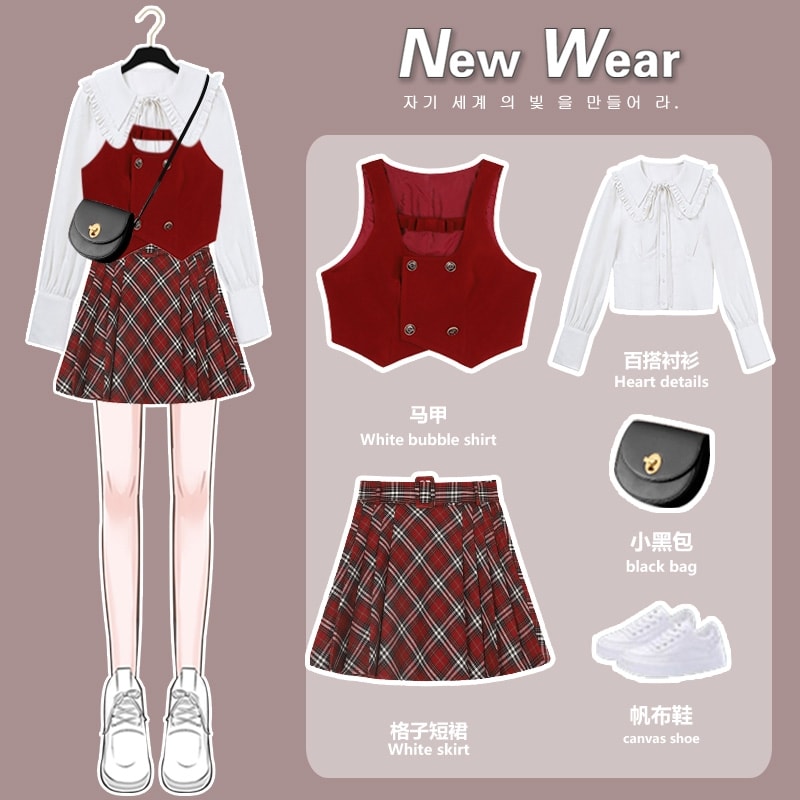 New Wear
자기 세계 의 빛 을 만들어 라.
马甲
White bubble shirt
百搭衬衫
Heart details
小黑包
black bag
格子短裙
White skirt
帆布鞋
canvas shoe